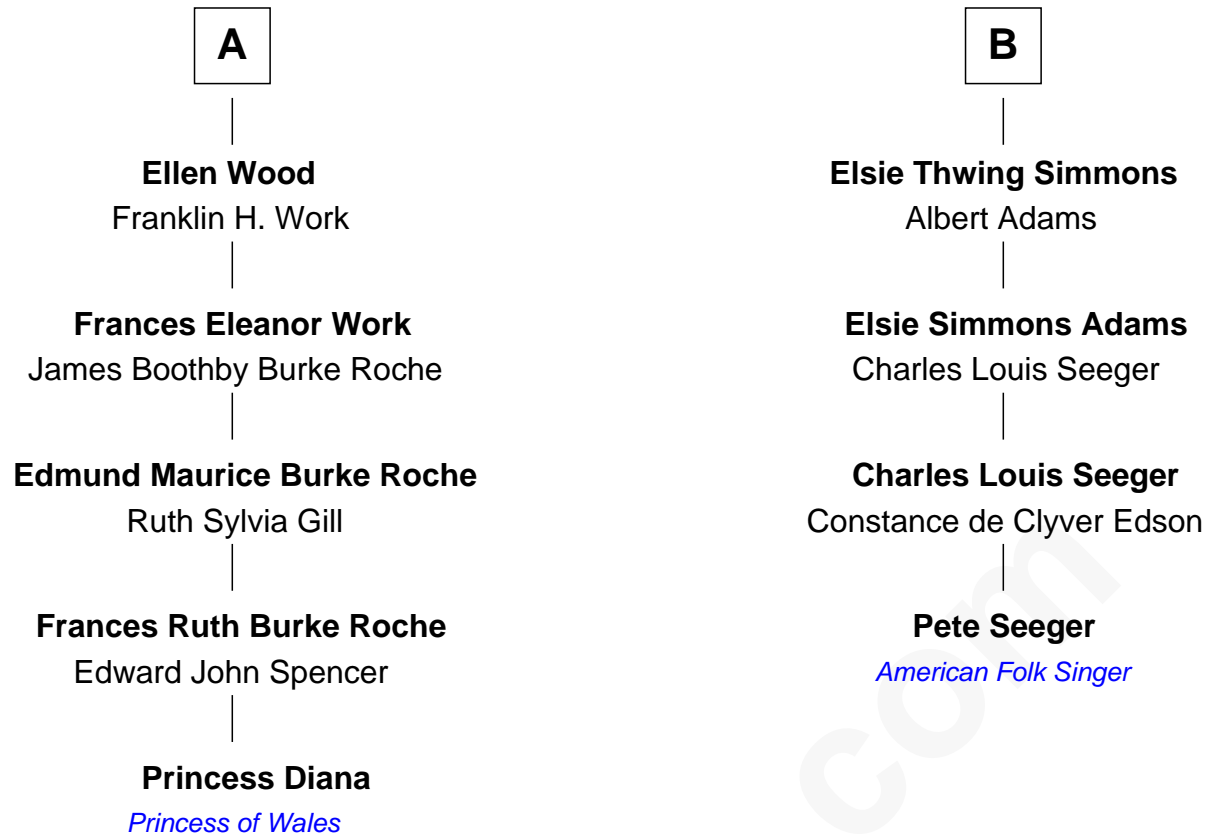 A
Ellen Wood
Franklin H. Work
Frances Eleanor Work
James Boothby Burke Roche
Edmund Maurice Burke Roche
Ruth Sylvia Gill
Frances Ruth Burke Roche
Edward John Spencer
Princess Diana
Princess of Wales
B
Elsie Thwing Simmons
Albert Adams
Elsie Simmons Adams
Charles Louis Seeger
Charles Louis Seeger
Constance de Clyver Edson
Pete Seeger
American Folk Singer
com